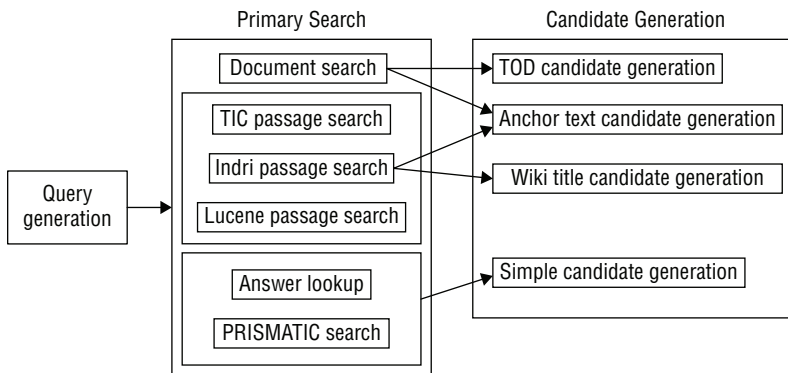 Primary Search
Candidate Generation
Document search
TOD candidate generation
TIC passage search
Anchor text candidate generation
Indri passage search
Wiki title candidate generation
Query
generation
Lucene passage search
Answer lookup
Simple candidate generation
PRISMATIC search